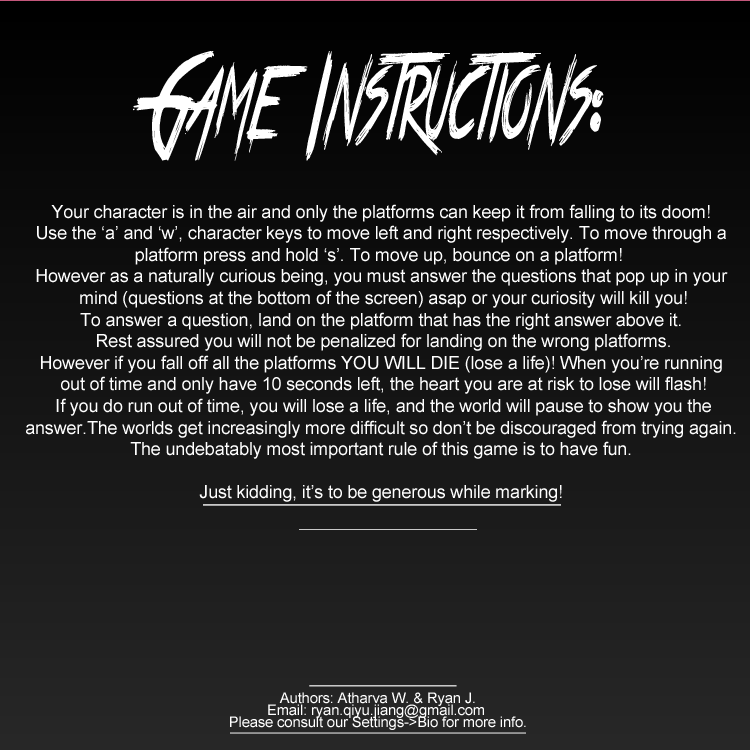 GAME INSTRUCTIONS:
Your character is in the air and only the platforms can keep it from falling to its doom!
Use the ‘a’ and ‘w’, character keys to move left and right respectively. To move through a
platform press and hold ‘s’. To move up, bounce on a platform!
However as a naturally curious being, you must answer the questions that pop up in your
mind (questions at the bottom of the screen) asap or your curiosity will kill you!
To answer a question, land on the platform that has the right answer above it.
Rest assured you will not be penalized for landing on the wrong platforms.
However if you fall off all the platforms YOU WILL DIE (lose a life)! When you’re running
out of time and only have 10 seconds left, the heart you are at risk to lose will flash!
If you do run out of time, you will lose a life, and the world will pause to show you the
answer.The worlds get increasingly more difficult so don’t be discouraged from trying again.
The undebatably most important rule of this game is to have fun.
Just kidding, it’s to be generous while marking!
Authors: Atharva W. & Ryan J.
Email: ryan.qiyu.jiang@gmail.com
Please consult our Settings->Bio for more info.